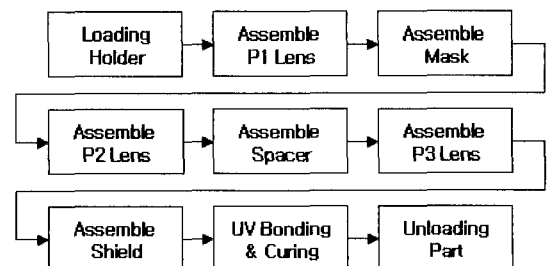 Loading
Holder
Assemble
P1 Lens
Assemble
Mask
Assemble
P2 Lens
Assemble
Spacer
Assemble
P3 Lens
Assemble
Shield
UV Bonding
& Curing
Unloading
Part